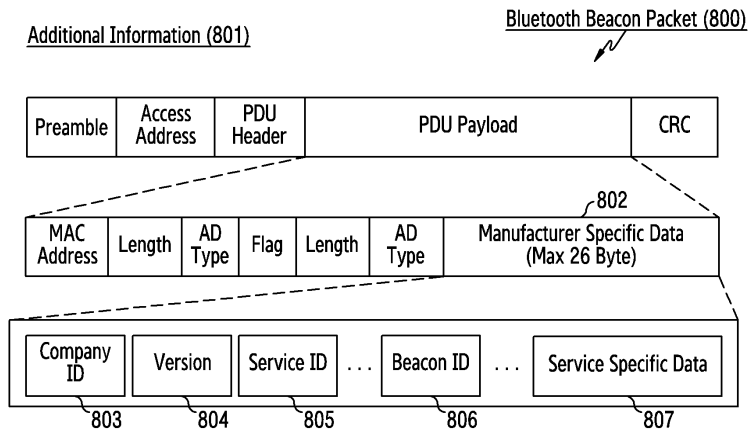 Bluetooth Beacon Packet (800)
Additional Information (801)
Preamble
Access
Address
PDU
Header
PDU Payload
CRC
802
MAC
Address
Length
AD
Type
Flag
Length
AD
Type
Manufacturer Specific Data
(Max 26 Byte)
Company
ID
Version
Service ID
...
Beacon ID
...
Service Specific Data
803
804
805
806
807